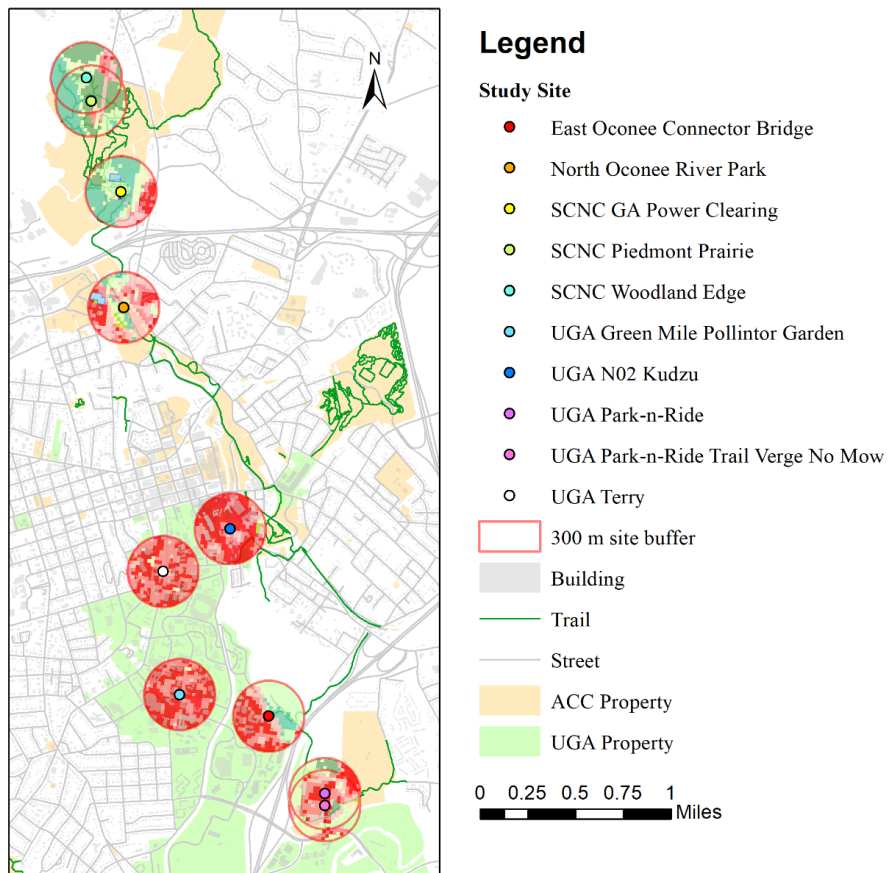 N
Legend
Study Site
East Oconee Connector Bridge
North Oconee River Park
SCNC GA Power Clearing
SCNC Piedmont Prairie
SCNC Woodland Edge
UGA Green Mile Pollintor Garden
UGA N02 Kudzu
UGA Park-n-Ride
UGA Park-n-Ride Trail Verge No Mow
UGA Terry
300 m site buffer
Building
Trail
Street
ACC Property
UGA Property
0 0.25 0.5 0.75 1
Miles